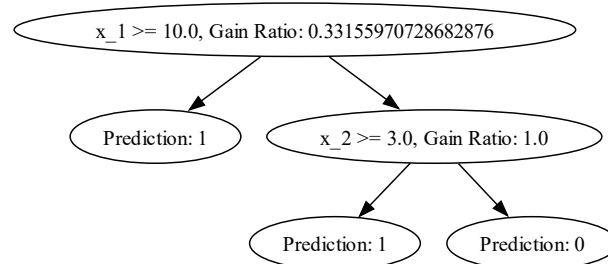 x_1 >= 10.0, Gain Ratio: 0.33155970728682876
Prediction: 1
x_2 >= 3.0, Gain Ratio: 1.0
Prediction: 1
Prediction: 0